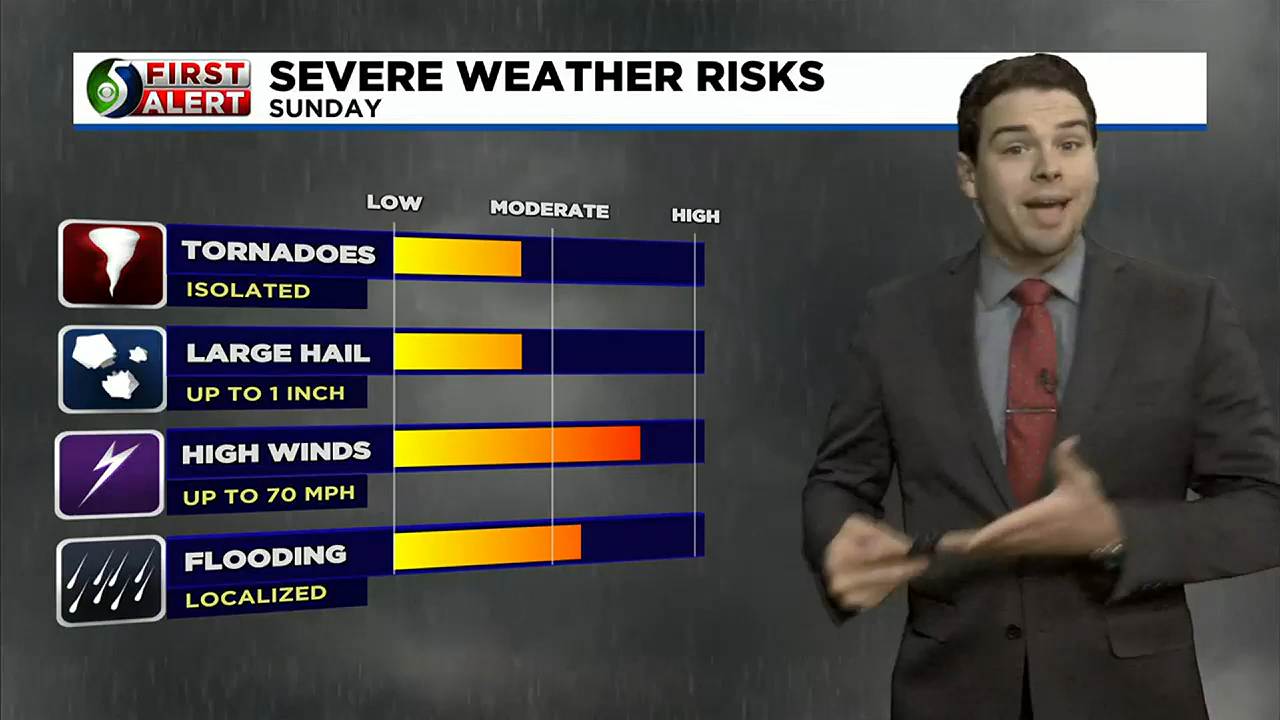 5 FIRST
ALERT
SEVERE WEATHER RISKS
SUNDAY
LOW MODERATE HIGH
TORNADOES
ISOLATED
LARGE HAIL
UP TO 1 INCH
HIGH WINDS
UP TO 70 MPH
FLOODING
LOCALIZED